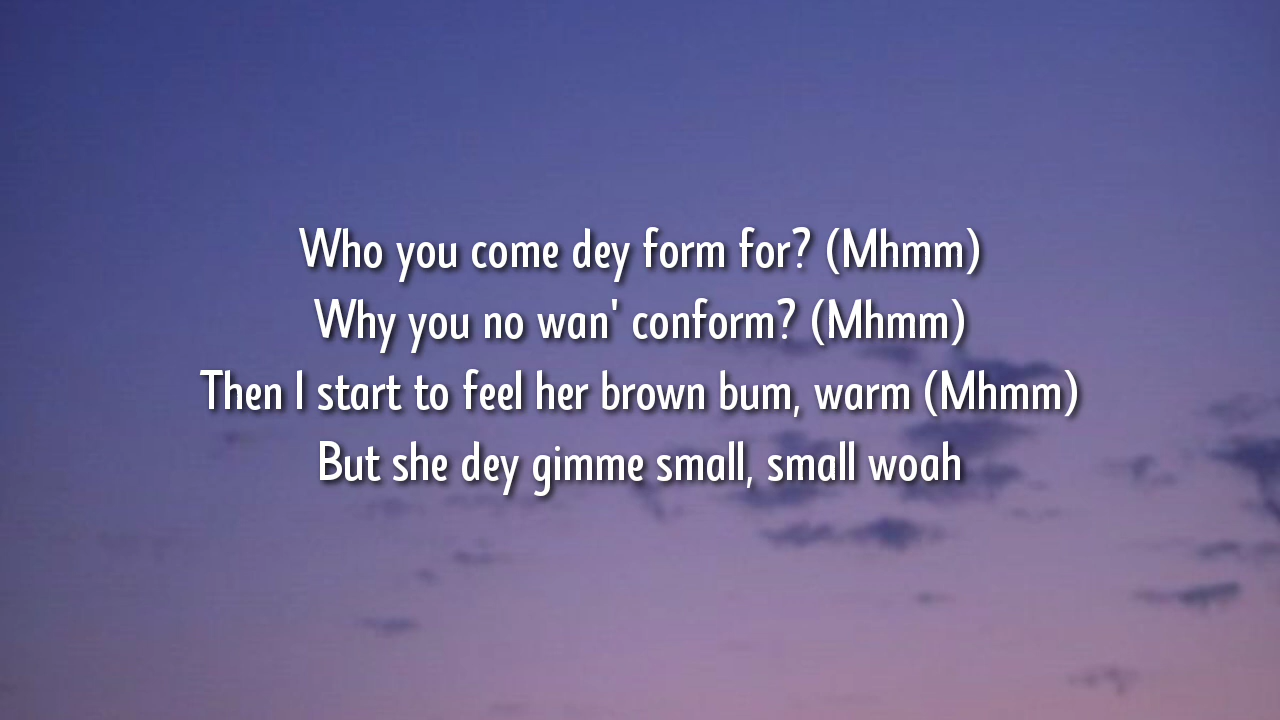 Who you come dey form for? (Mhmm)
Why you no wan' conform? (Mhmm)
Then I start to feel her brown bum, warm (Mhmm)
But she dey gimme small, small woah